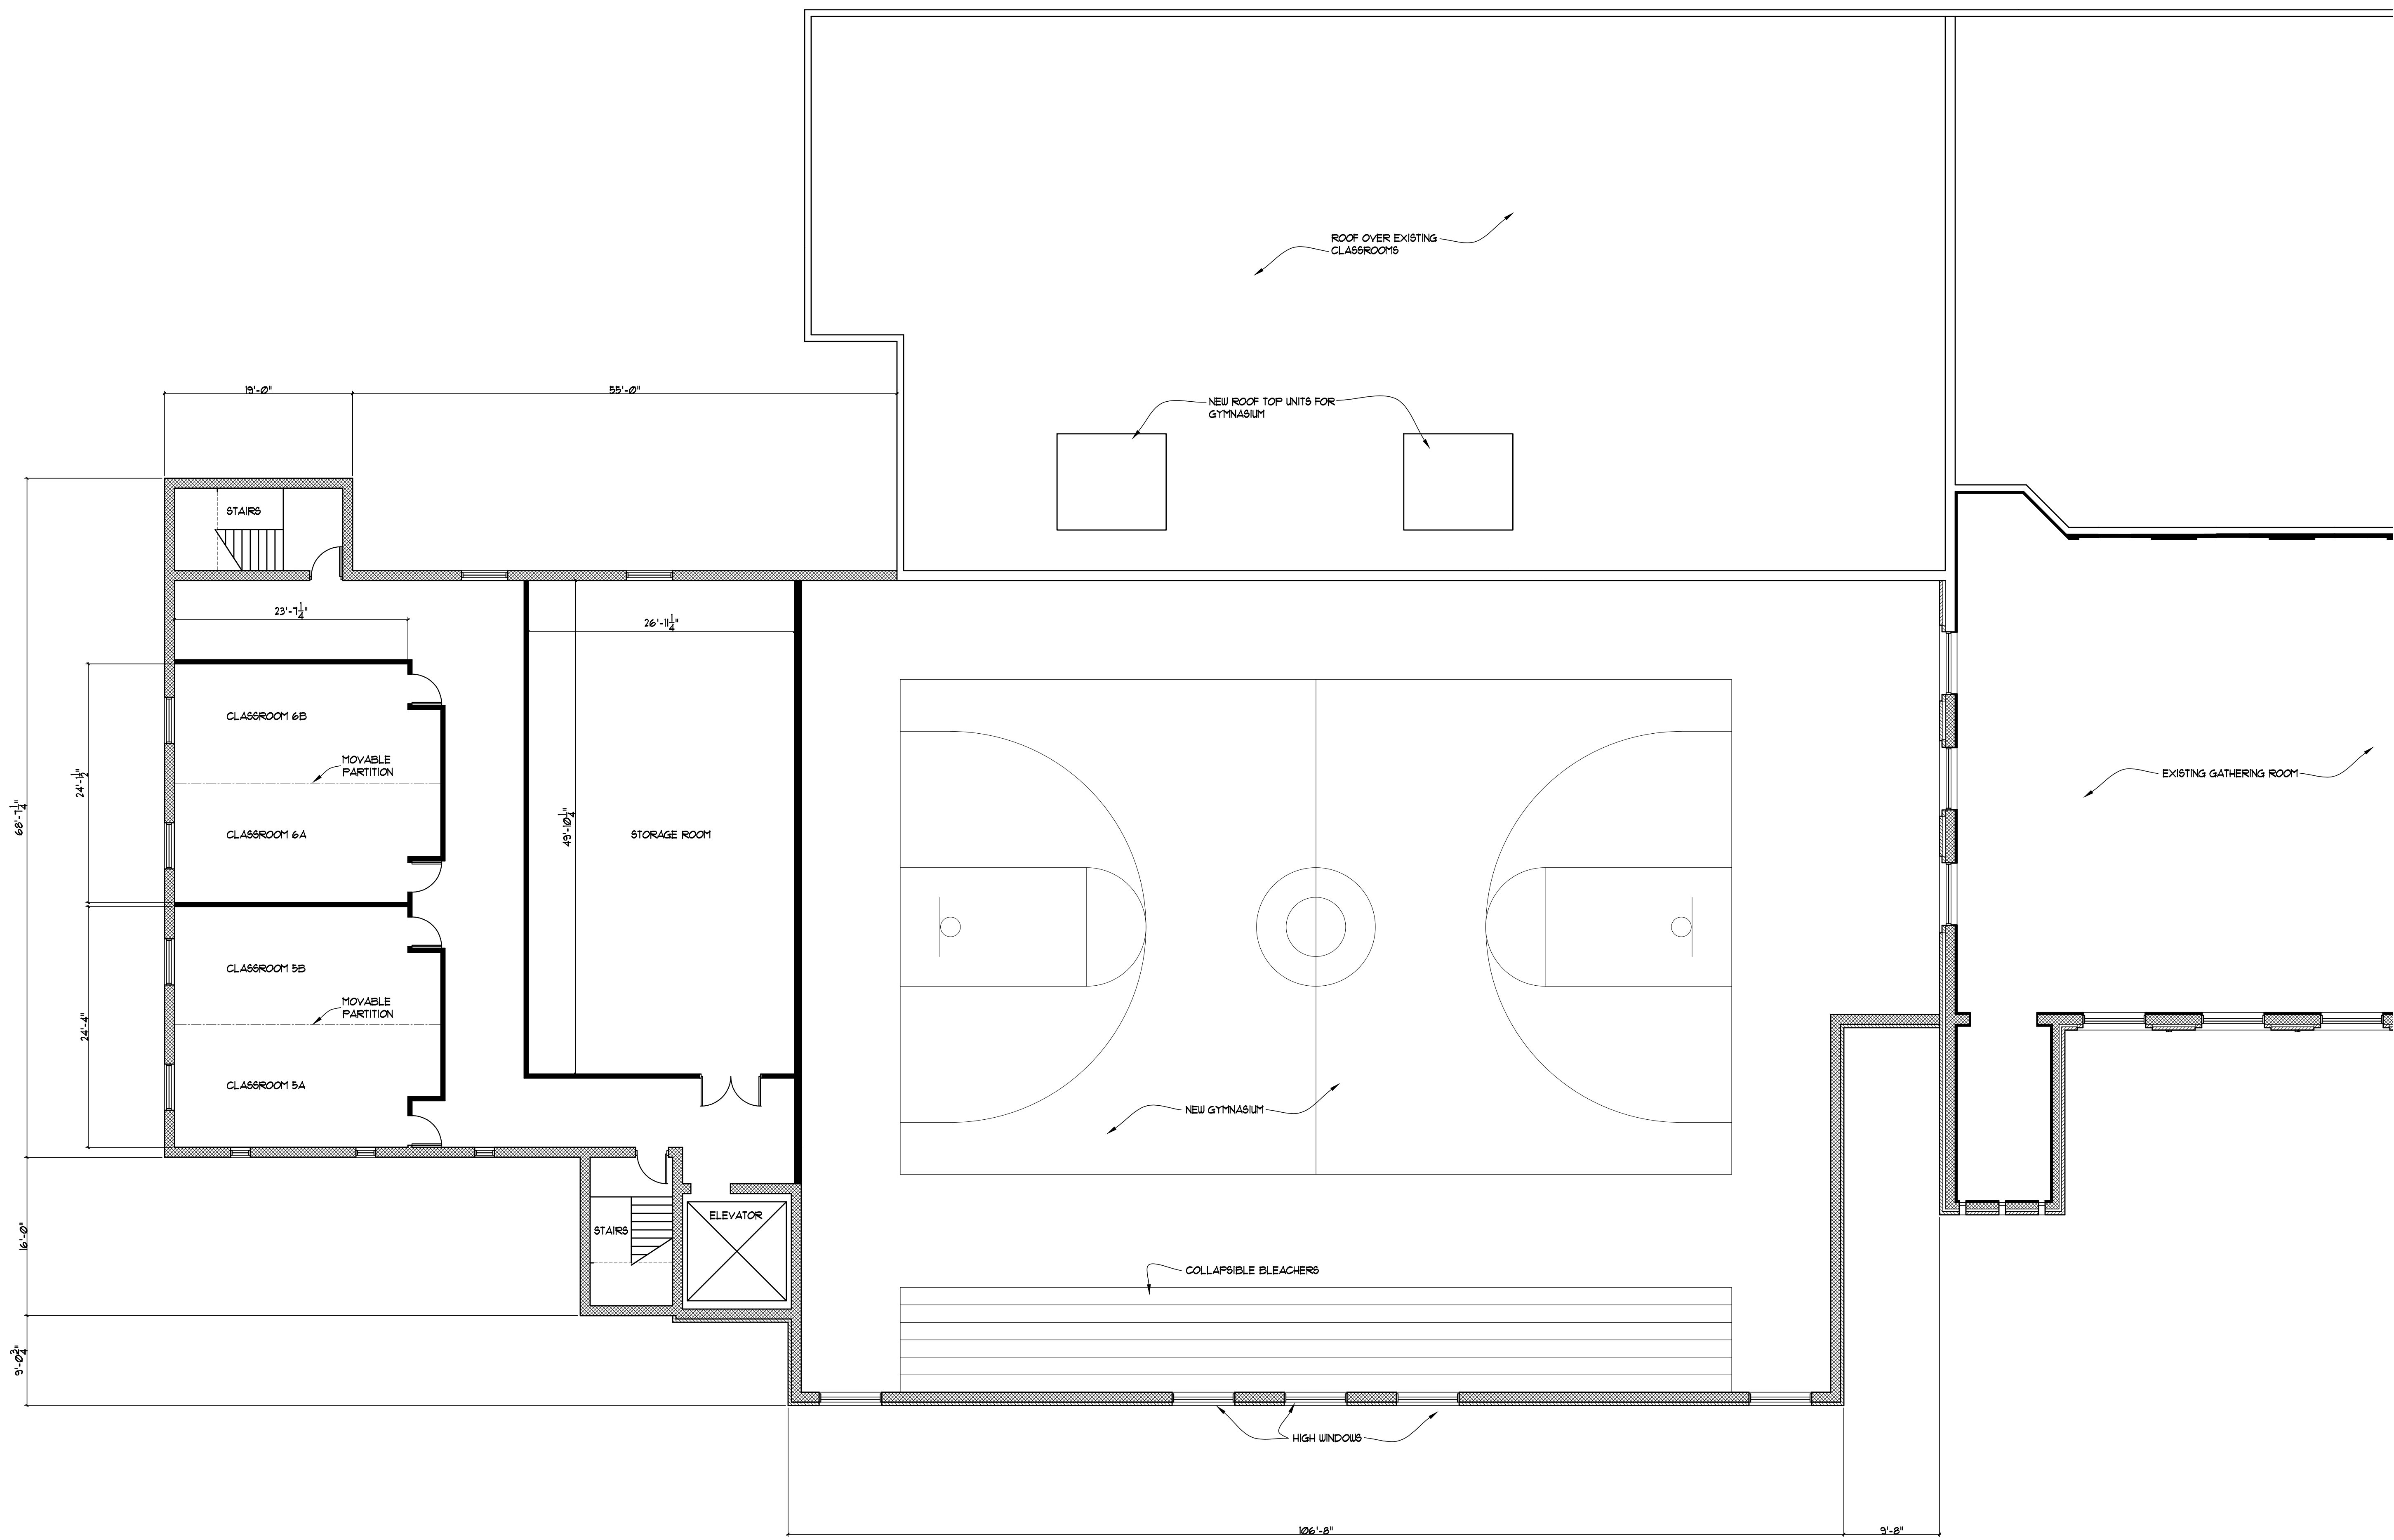 ROOF OVER EXISTING
CLASSROOMS
19'-0"
55'-0"
NEW ROOF TOP UNITS FOR
GYMNASIUM
STAIRS
23'-7 1/4"
26'-11 1/4"
CLASSROOM 6B
MOVABLE
PARTITION
24'-1 1/2"
68'-7 1/4"
49'-10 1/4"
CLASSROOM 6A
STORAGE ROOM
EXISTING GATHERING ROOM
CLASSROOM 5B
MOVABLE
PARTITION
24'-4"
CLASSROOM 5A
NEW GYMNASIUM
ELEVATOR
STAIRS
16'-0"
COLLAPSIBLE BLEACHERS
9'-0 3/4"
HIGH WINDOWS
106'-8"
9'-8"